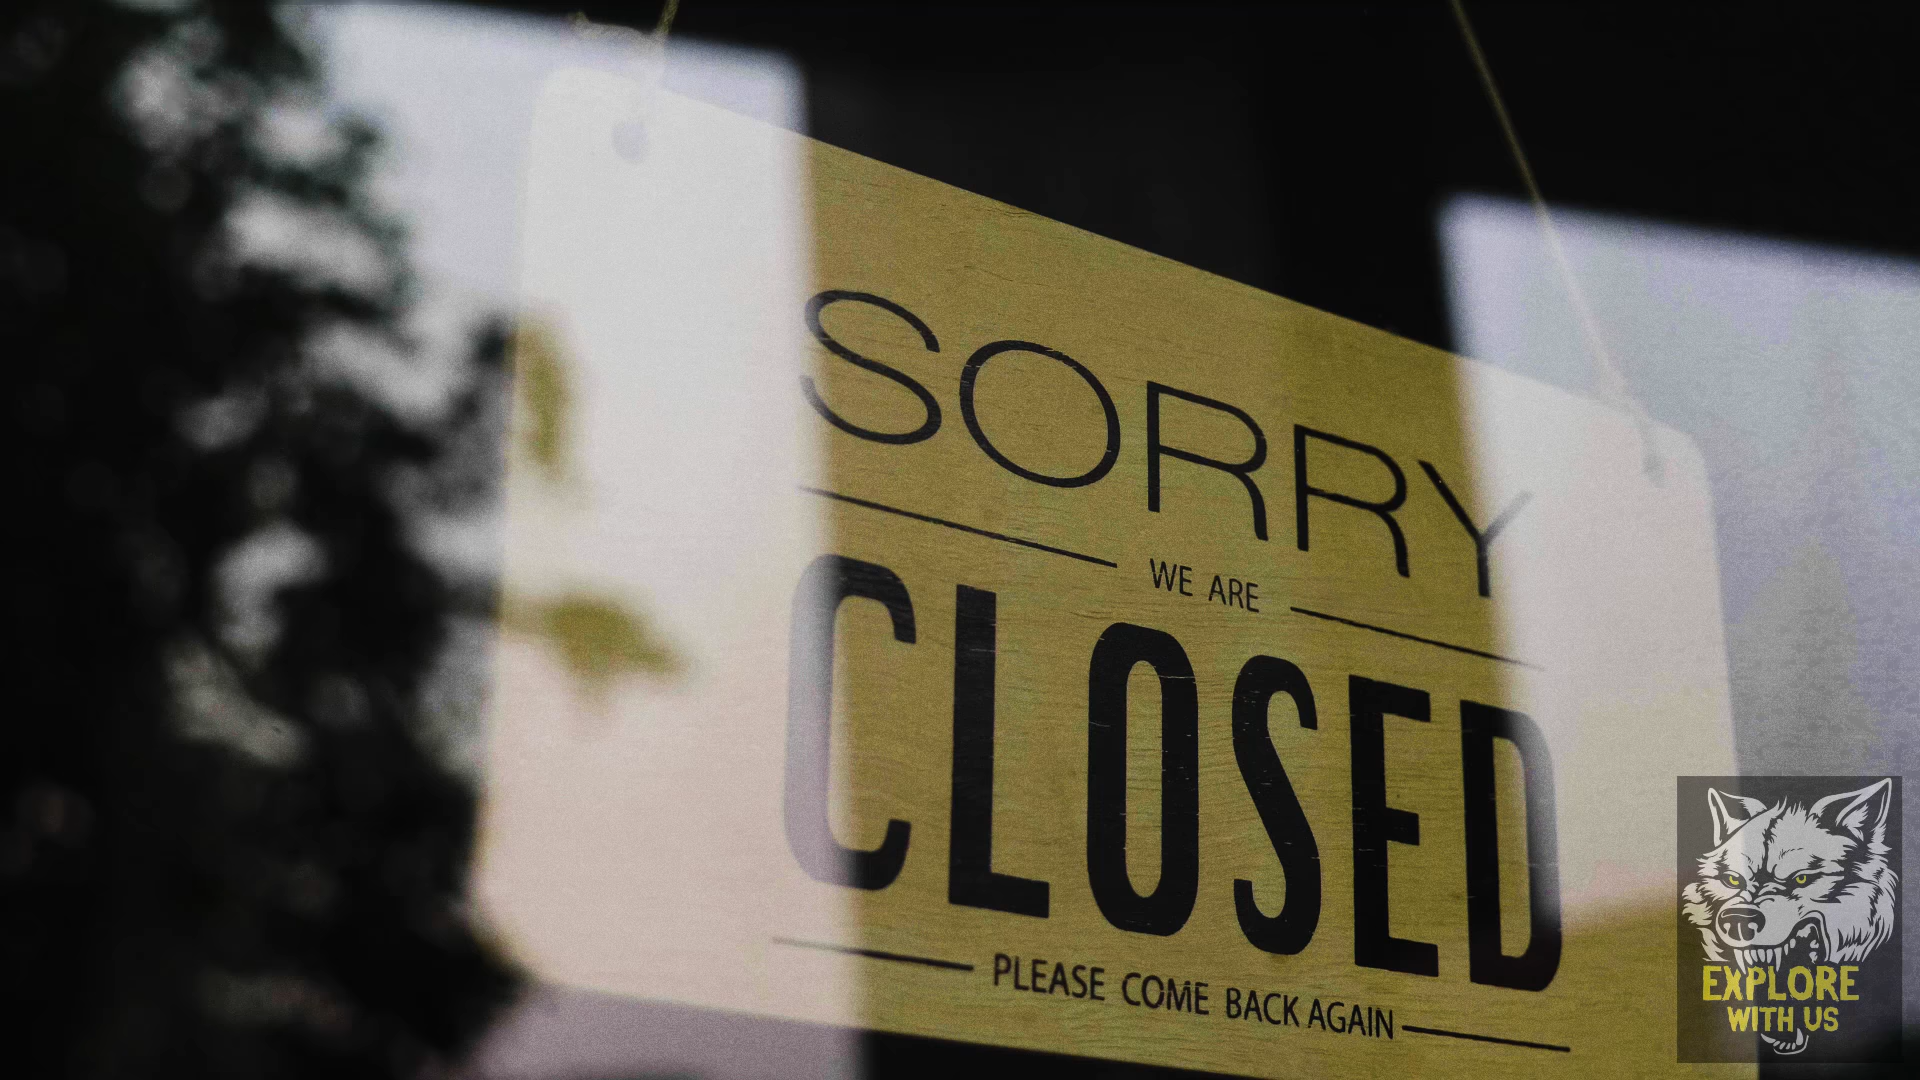 SORRY
WE ARE
CLOSED
PLEASE COME BACK AGAIN
EXPLORE
WITH US